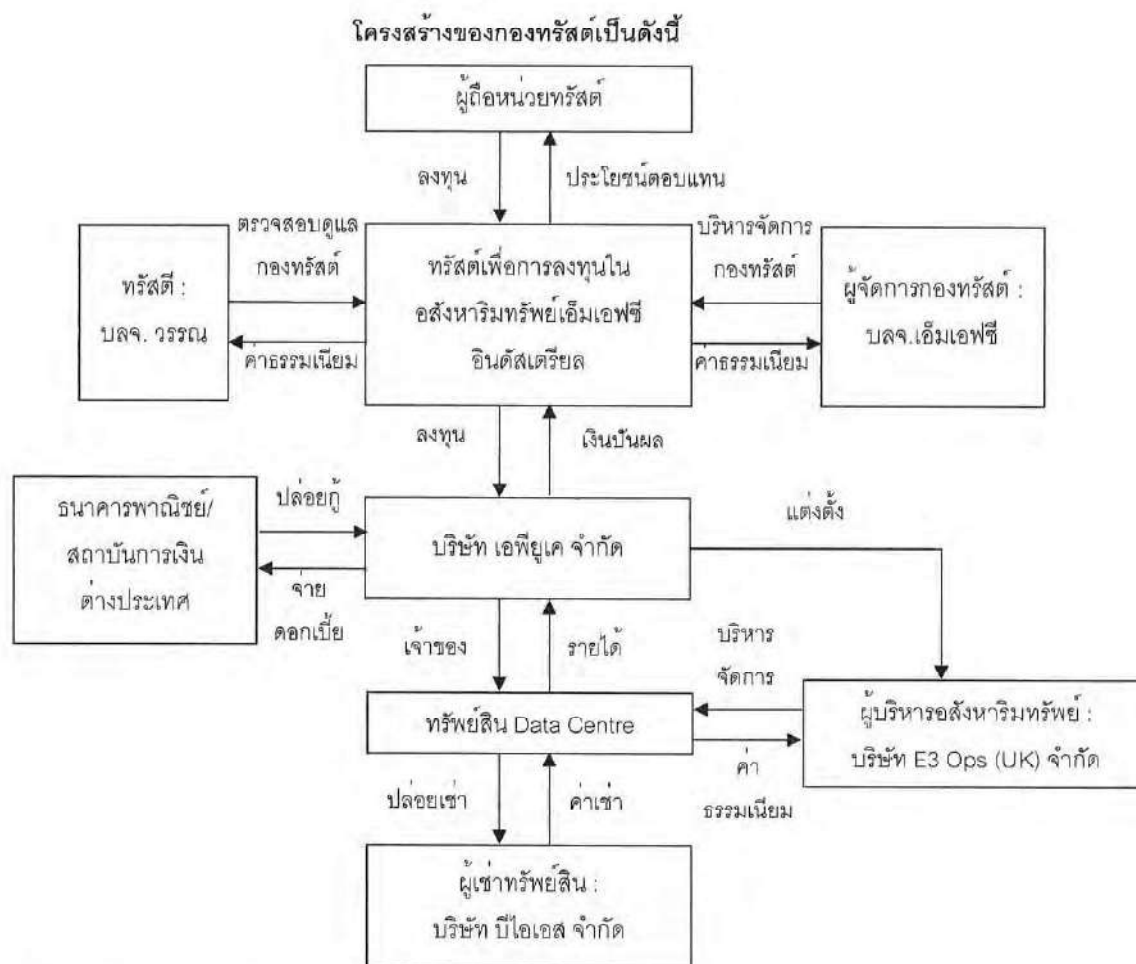 โครงสร้างของกองทรัสต์เป็นดังนี้
ผู้ถือหน่วยทรัสต์
ลงทุน
ประโยชน์ตอบแทน
ตรวจสอบดูแล
กองทรัสต์
บริหารจัดการ
กองทรัสต์
ทรัสตี :
บลจ. วรรณ
ทรัสต์เพื่อการลงทุนใน
อสังหาริมทรัพย์เอ็มเอฟซี
อินดัสเตรียล
ผู้จัดการกองทรัสต์ :
บลจ.เอ็มเอฟซี
ค่าธรรมเนียม
ค่าธรรมเนียม
ลงทุน
เงินปันผล
ธนาคารพาณิชย์/
สถาบันการเงิน
ต่างประเทศ
ปล่อยกู้
จ่าย
ดอกเบี้ย
บริษัท เอพียูเค จำกัด
แต่งตั้ง
เจ้าของ
รายได้
บริหาร
จัดการ
ทรัพย์สิน Data Centre
ผู้บริหารอสังหาริมทรัพย์ :
บริษัท E3 Ops (UK) จำกัด
ค่า
ธรรมเนียม
ปล่อยเช่า
ค่าเช่า
ผู้เช่าทรัพย์สิน :
บริษัท บีไอเอส จำกัด